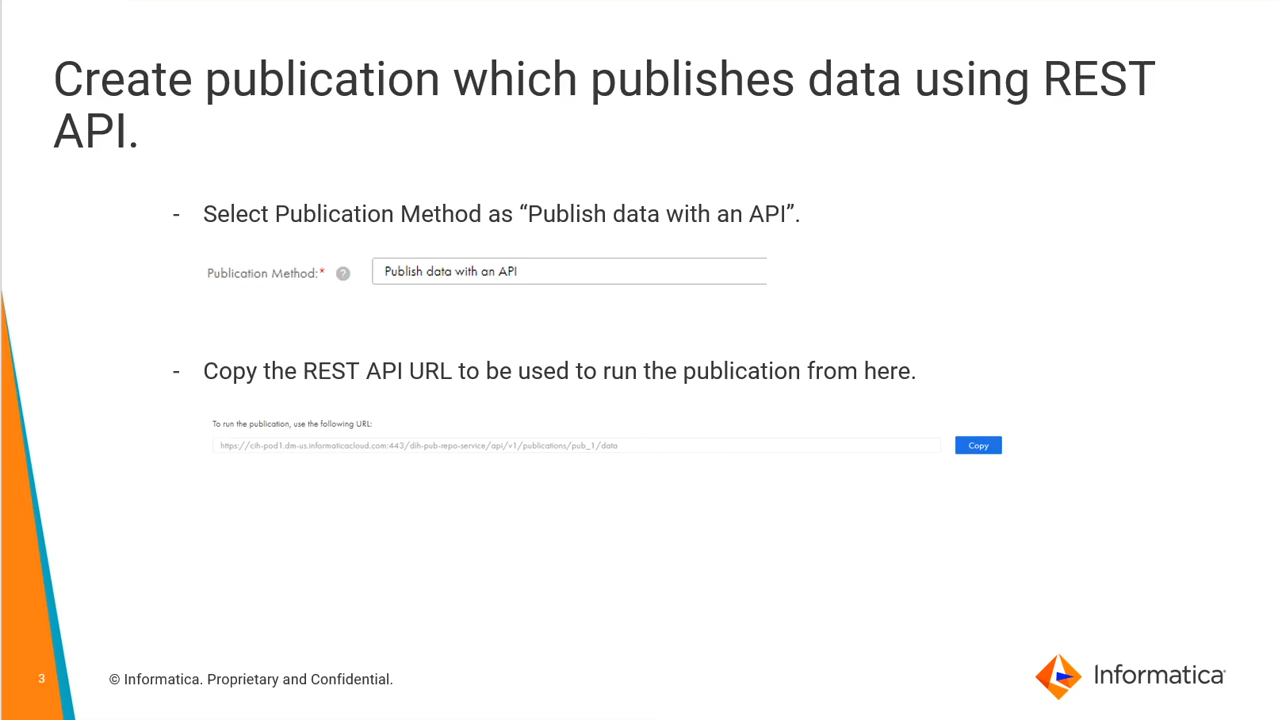 Create publication which publishes data using REST
API.
- Select Publication Method as “Publish data with an API”.
Publication Method:* ? Publish data with an API
- Copy the REST API URL to be used to run the publication from here.
To run the publication, use the following URL:
https://cih-pod1.dm-us.informaticacloud.com:443/dih-pub-repo-service/api/v1/publications/pub_1/data Copy
3 © Informatica. Proprietary and Confidential.
Informatica